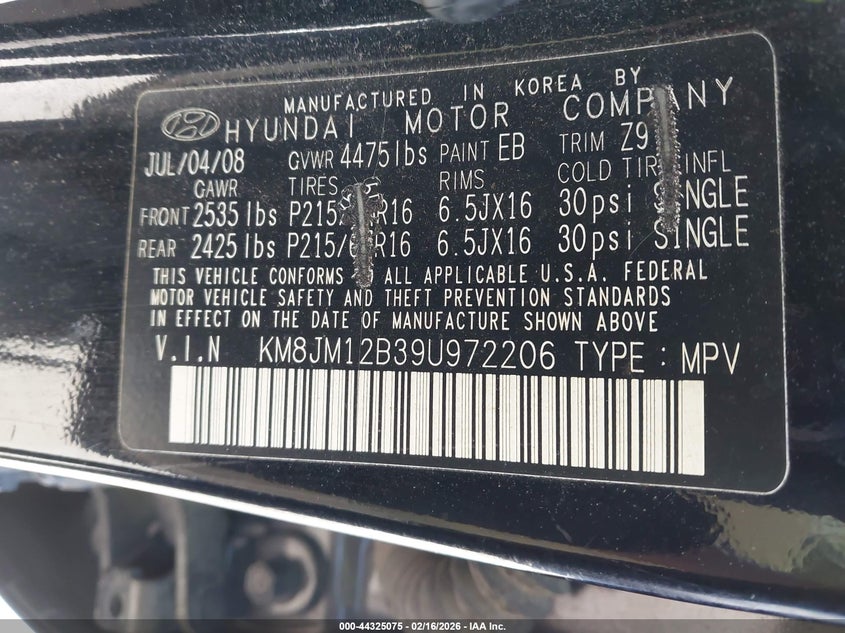 MANUFACTURED IN KOREA BY
HYUNDAI MOTOR COMPANY
JUL/04/08 GVWR 4475lbs PAINT EB TRIM Z9
GAWR TIRES RIMS COLD TIRE INFL
FRONT 2535 lbs R16 6.5JX16 30psi SINGLE
REAR 2425 lbs R16 6.5JX16 30psi SINGLE
THIS VEHICLE CONFORMS ALL APPLICABLE U.S.A. FEDERAL
MOTOR VEHICLE SAFETY AND THEFT PREVENTION STANDARDS
IN EFFECT ON THE DATE OF MANUFACTURE SHOWN ABOVE
V.I.N KM8JM12B39U972206 TYPE : MPV
000-44325075 - 02/16/2026 - IAA Inc.